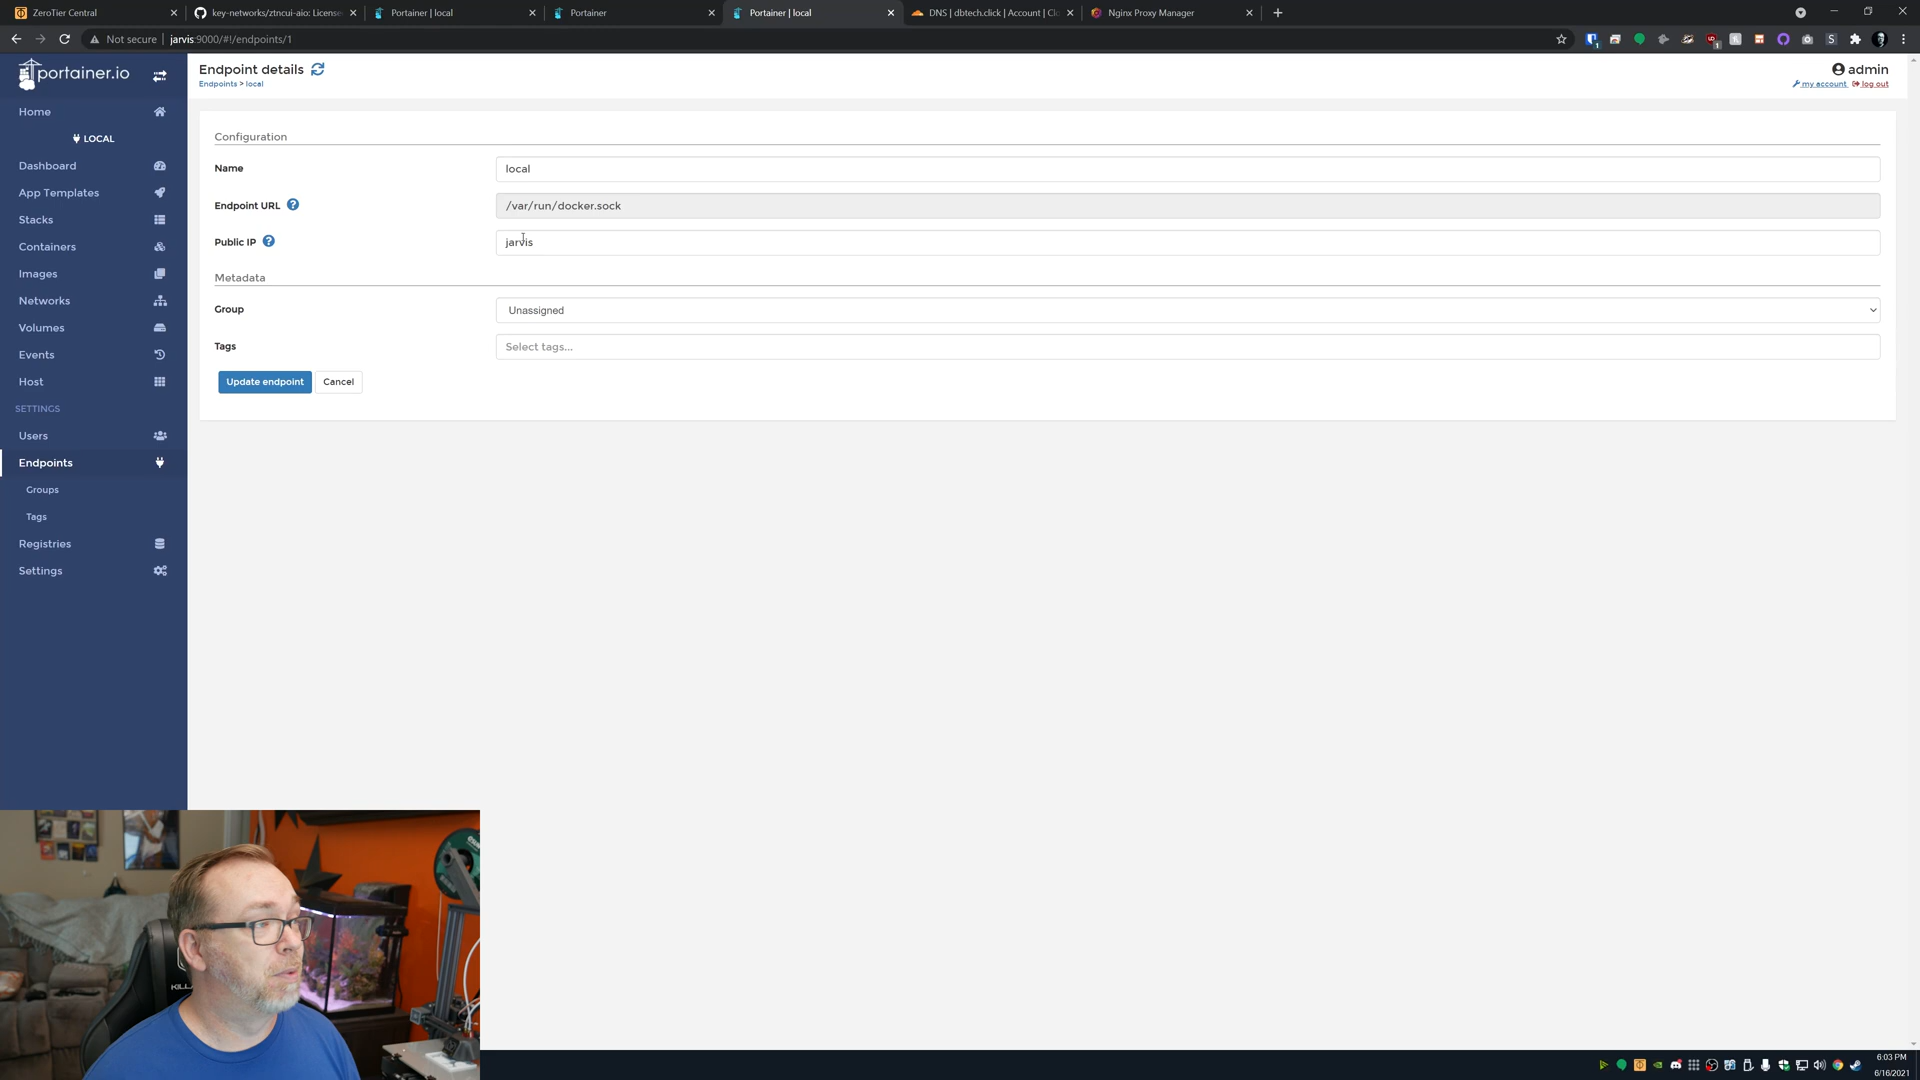 ZeroTier Central
key-networks/ztncui-aio: License
Portainer | local
Portainer
Portainer | local
DNS | dbtech.click | Account | Clo
Nginx Proxy Manager
Not secure
jarvis:9000/#!/endpoints/1
portainer.io
Home
LOCAL
Dashboard
App Templates
Stacks
Containers
Images
Networks
Volumes
Events
Host
SETTINGS
Users
Endpoints
Groups
Tags
Registries
Settings
Endpoint details
Endpoints > local
admin
my account
log out
Configuration
Name
local
Endpoint URL
/var/run/docker.sock
Public IP
jarvis
Metadata
Group
Unassigned
Tags
Select tags...
Update endpoint
Cancel
6:03 PM
6/16/2021